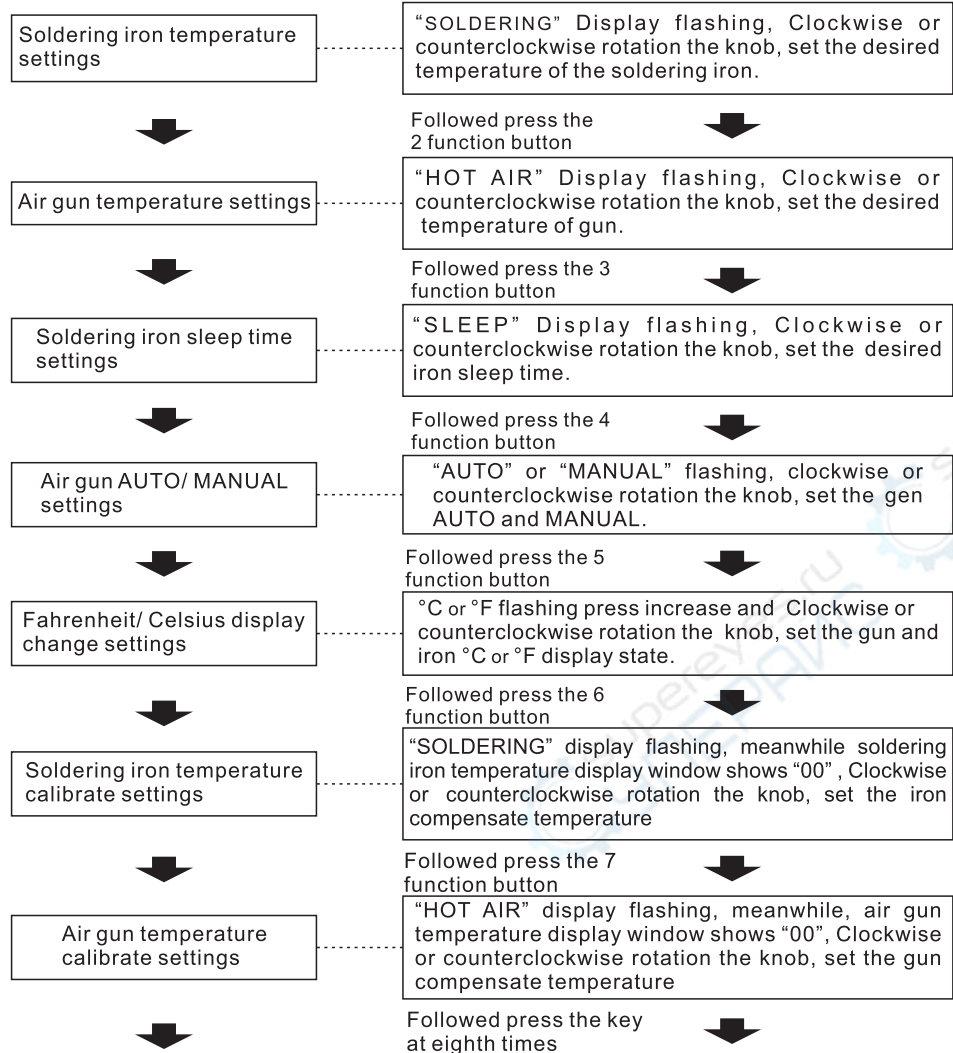 Soldering iron temperature
settings
“SOLDERING” Display flashing, Clockwise or
counterclockwise rotation the knob, set the desired
temperature of the soldering iron.
Followed press the
2 function button
Air gun temperature settings
“HOT AIR” Display flashing, Clockwise or
counterclockwise rotation the knob, set the desired
temperature of gun.
Followed press the 3
function button
Soldering iron sleep time
settings
“SLEEP” Display flashing, Clockwise or
counterclockwise rotation the knob, set the desired
iron sleep time.
Followed press the 4
function button
Air gun AUTO/ MANUAL
settings
“AUTO” or “MANUAL” flashing, clockwise or
counterclockwise rotation the knob, set the gen
AUTO and MANUAL.
Followed press the 5
function button
Fahrenheit/ Celsius display
change settings
°C or °F flashing press increase and Clockwise or
counterclockwise rotation the knob, set the gun and
iron °C or °F display state.
Followed press the 6
function button
Soldering iron temperature
calibrate settings
“SOLDERING” display flashing, meanwhile soldering
iron temperature display window shows “00” , Clockwise
or counterclockwise rotation the knob, set the iron
compensate temperature
Followed press the 7
function button
Air gun temperature
calibrate settings
“HOT AIR” display flashing, meanwhile, air gun
temperature display window shows “00”, Clockwise
or counterclockwise rotation the knob, set the gun
compensate temperature
Followed press the key
at eighth times
supereyes.ru
СУПЕРАЙС